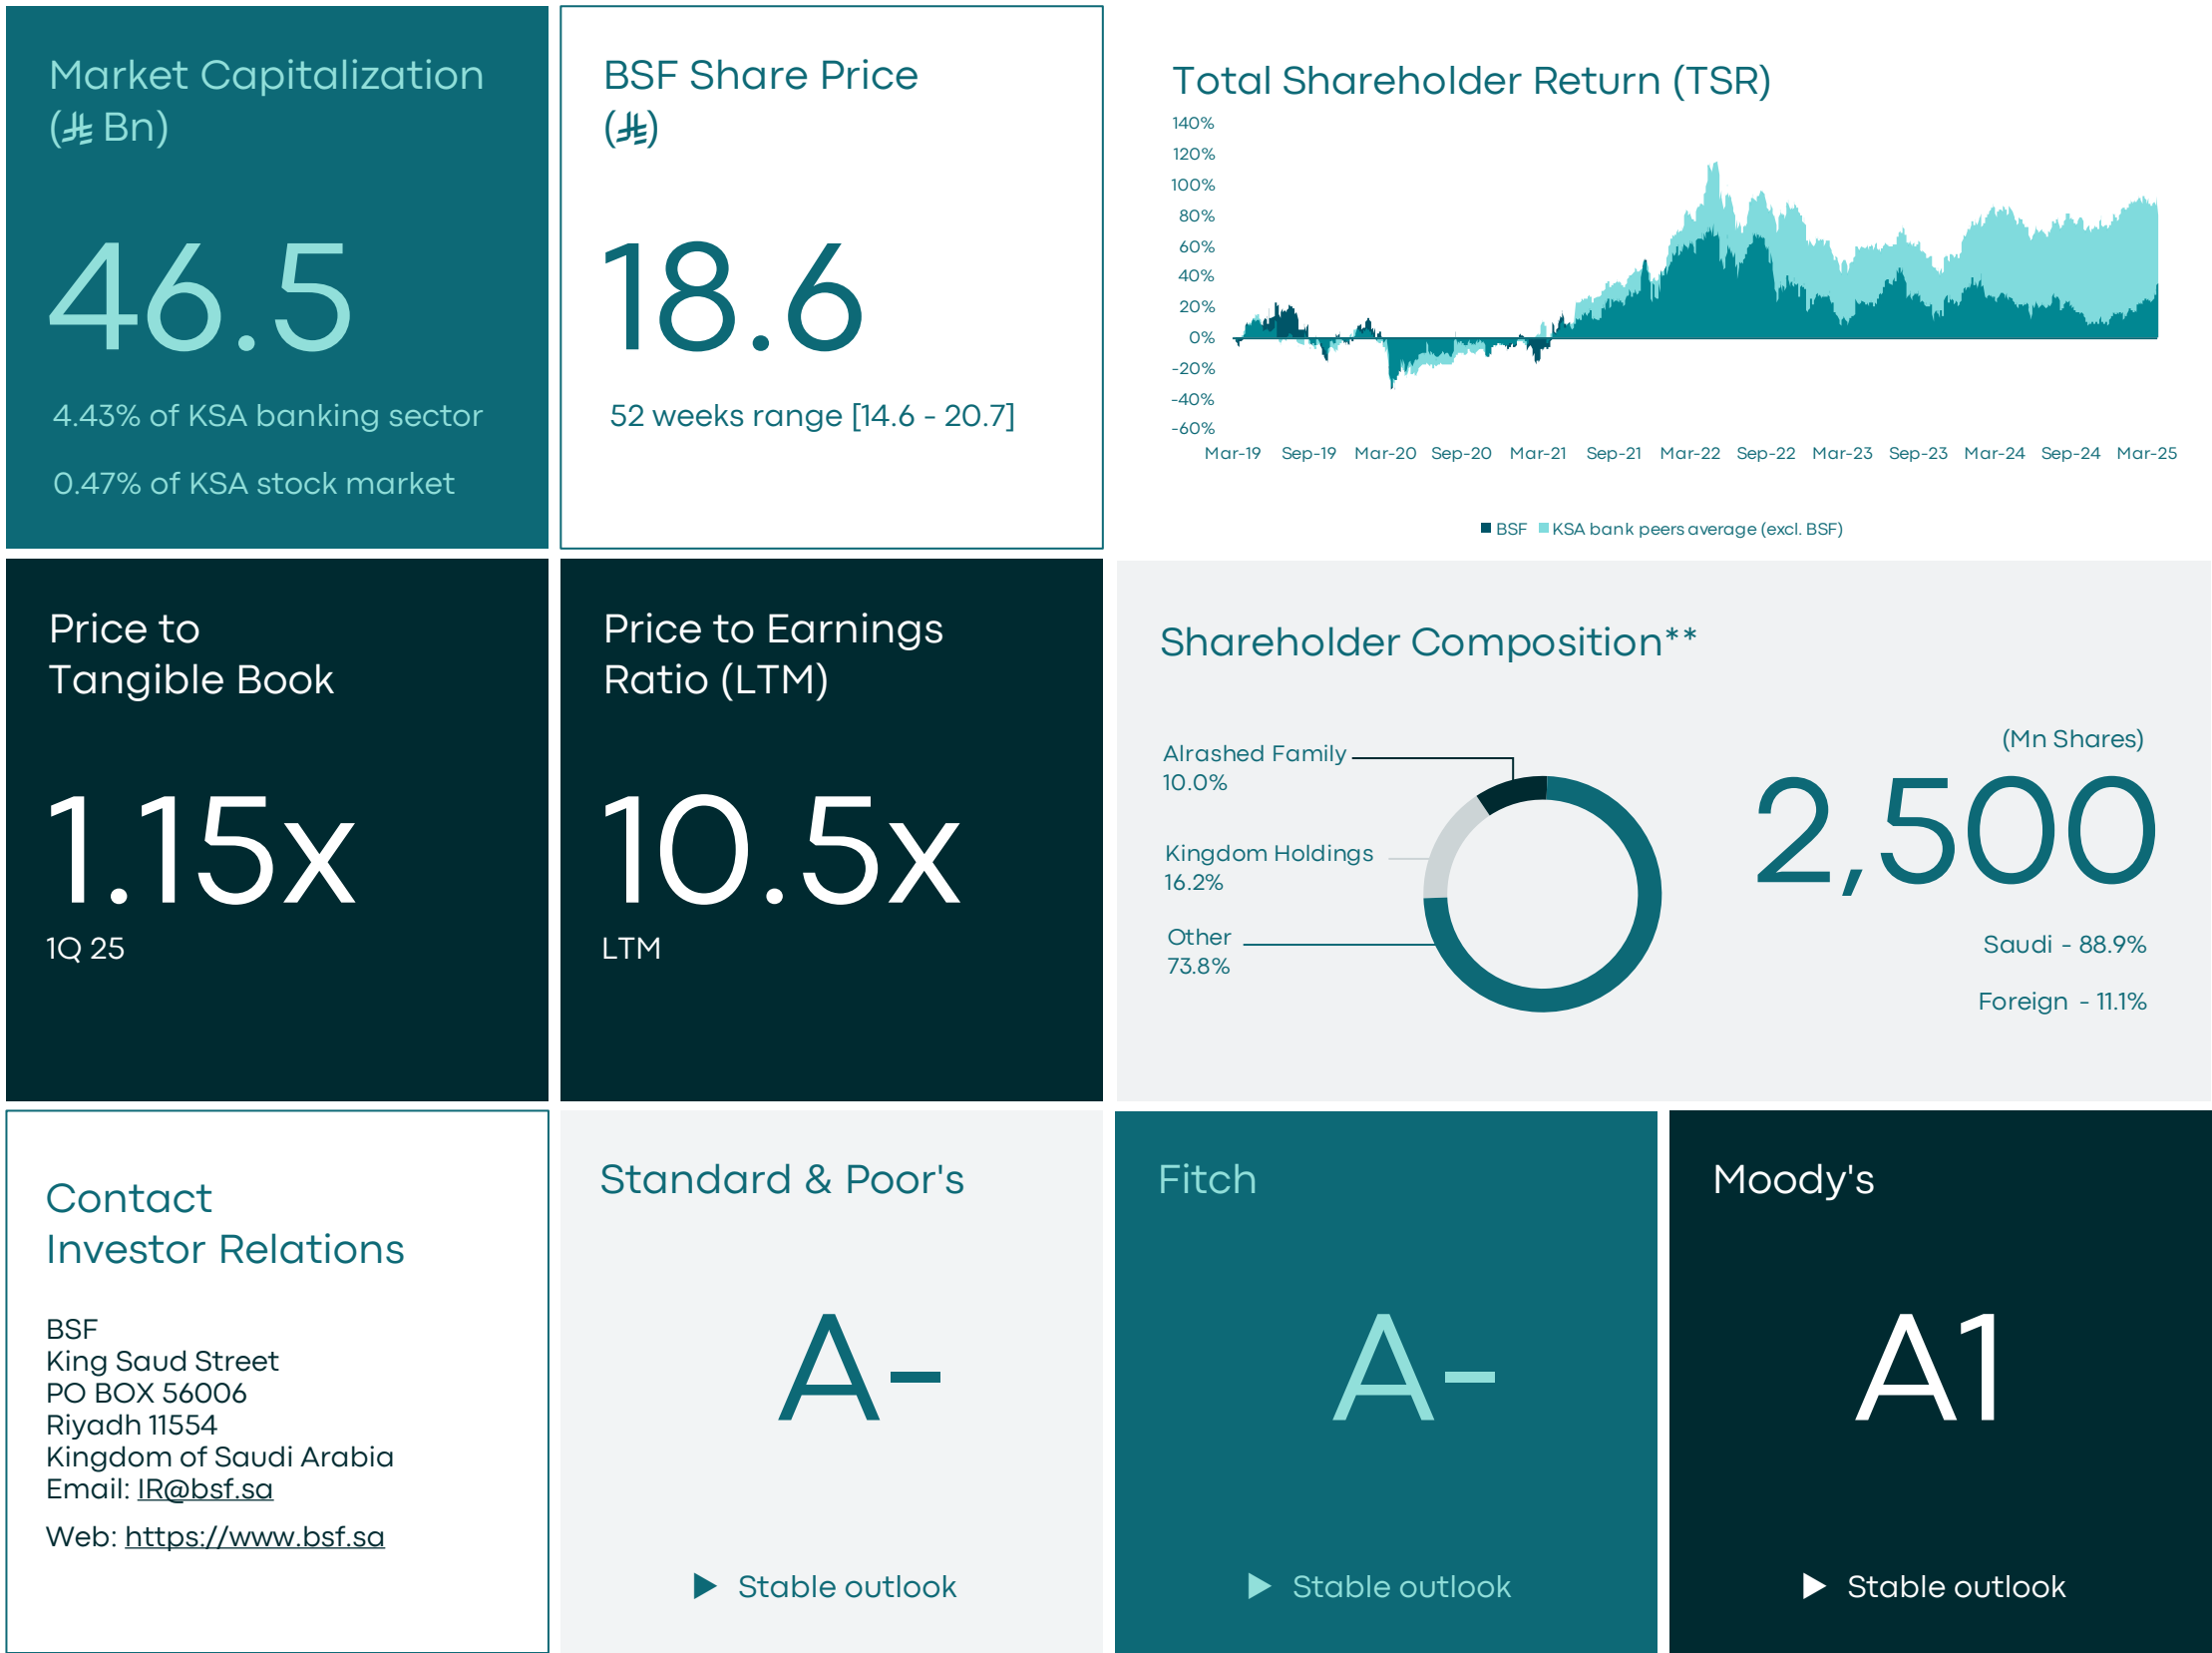 Market Capitalization
(⃁ Bn)
46.5
4.43% of KSA banking sector
0.47% of KSA stock market
BSF Share Price
(⃁)
18.6
52 weeks range [14.6 - 20.7]
Total Shareholder Return (TSR)
140%
120%
100%
80%
60%
40%
20%
0%
-20%
-40%
-60%
Mar-19 Sep-19 Mar-20 Sep-20 Mar-21 Sep-21 Mar-22 Sep-22 Mar-23 Sep-23 Mar-24 Sep-24 Mar-25
BSF KSA bank peers average (excl. BSF)
Price to
Tangible Book
1.15x
1Q 25
Price to Earnings
Ratio (LTM)
10.5x
LTM
Shareholder Composition**
Alrashed Family
10.0%
Kingdom Holdings
16.2%
Other
73.8%
(Mn Shares)
2,500
Saudi - 88.9%
Foreign - 11.1%
Contact
Investor Relations
BSF
King Saud Street
PO BOX 56006
Riyadh 11554
Kingdom of Saudi Arabia
Email: IR@bsf.sa
Web: https://www.bsf.sa
Standard & Poor's
A-
Stable outlook
Fitch
A-
Stable outlook
Moody's
A1
Stable outlook